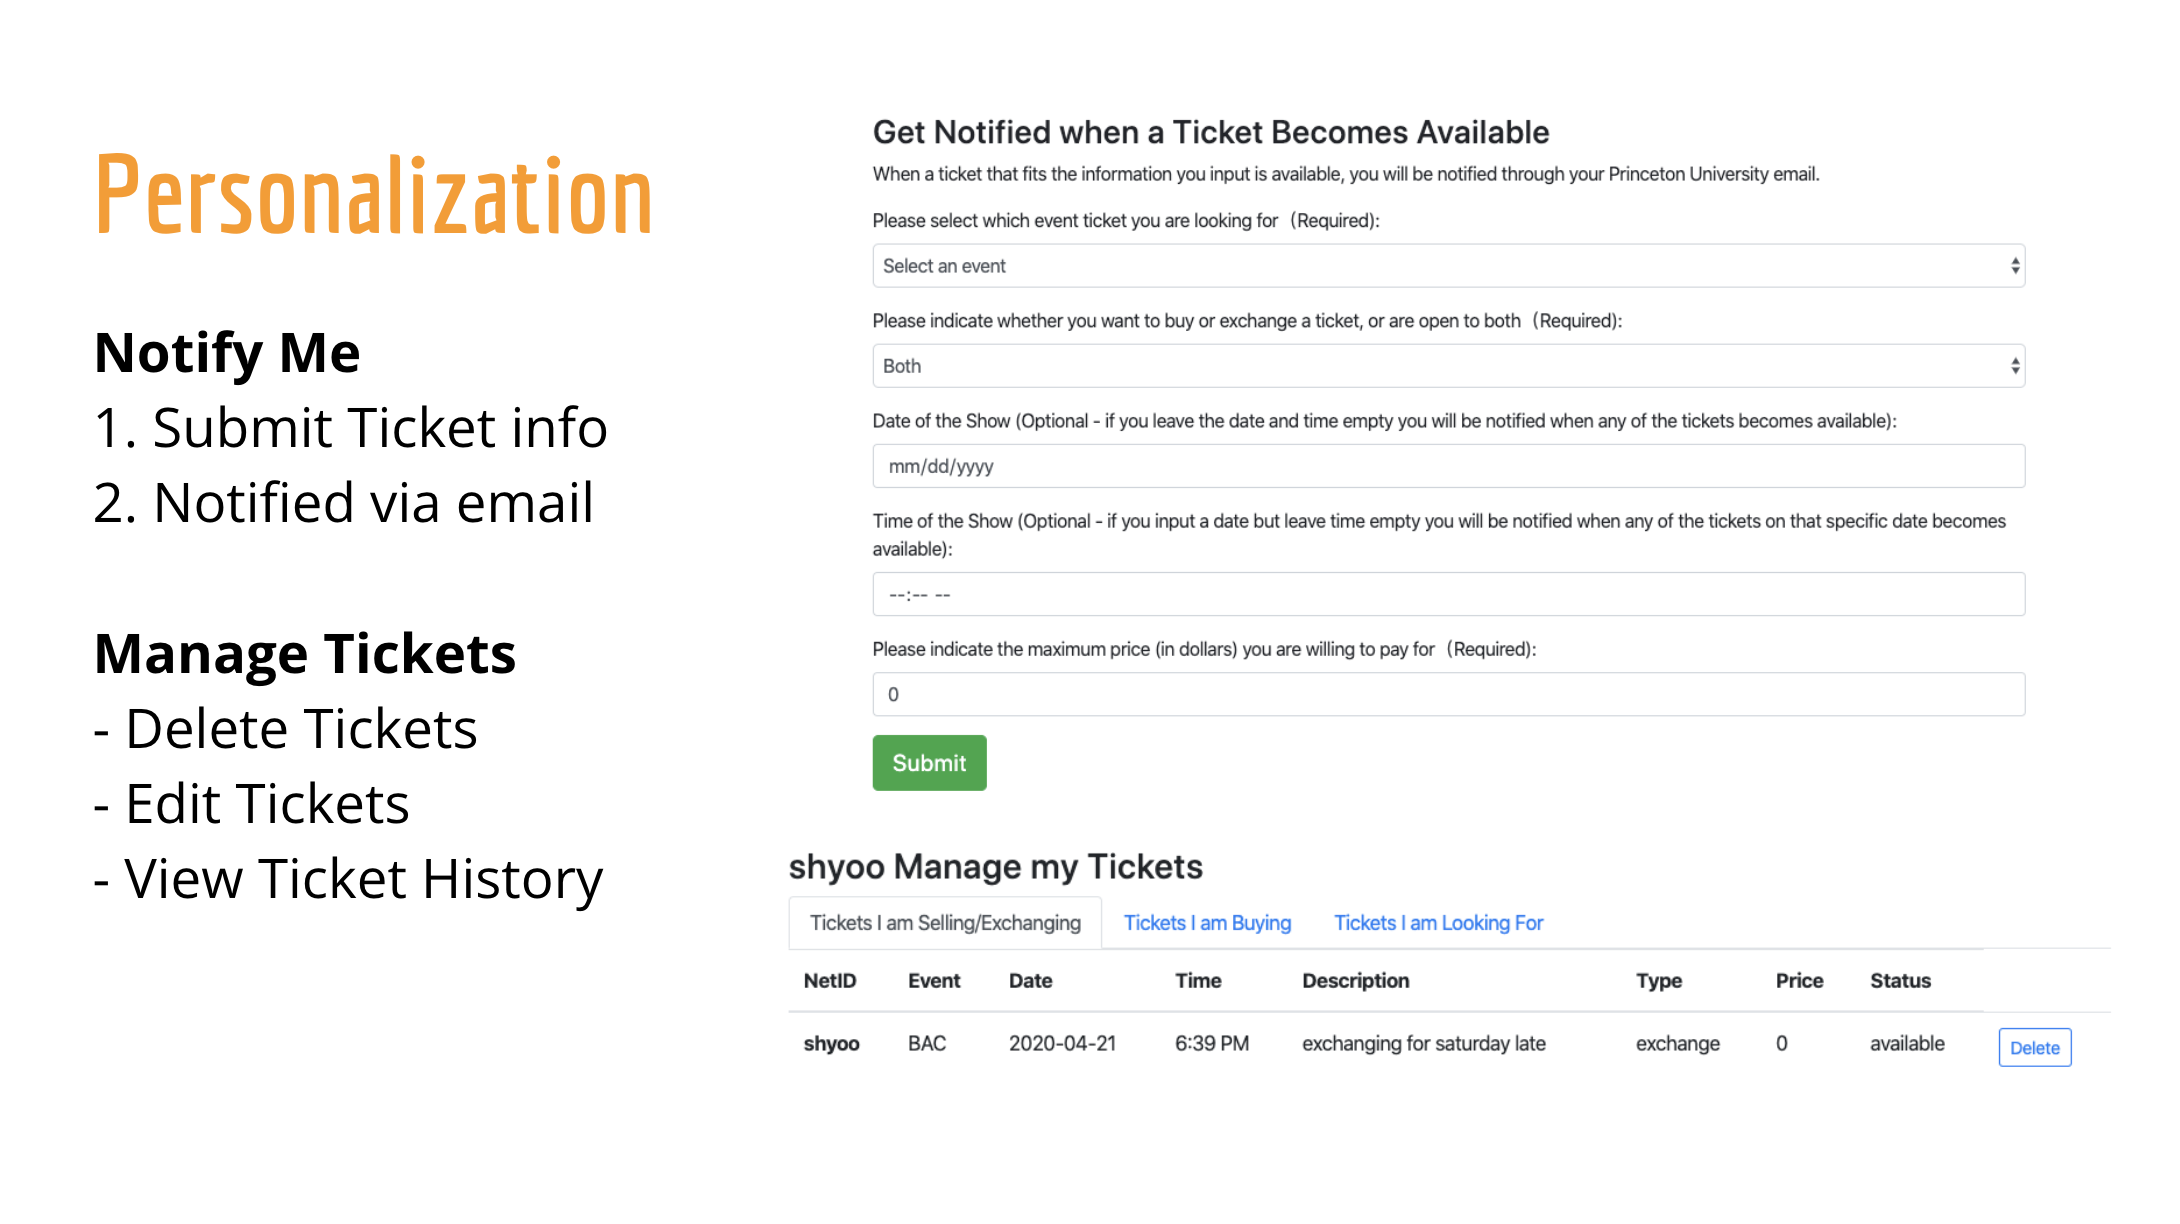 Personalization
Notify Me
1. Submit Ticket info
2. Notified via email
Manage Tickets
- Delete Tickets
- Edit Tickets
- View Ticket History
Get Notified when a Ticket Becomes Available
When a ticket that fits the information you input is available, you will be notified through your Princeton University email.
Please select which event ticket you are looking for (Required):
Select an event
Please indicate whether you want to buy or exchange a ticket, or are open to both (Required):
Both
Date of the Show (Optional - if you leave the date and time empty you will be notified when any of the tickets becomes available):
mm/dd/yyyy
Time of the Show (Optional - if you input a date but leave time empty you will be notified when any of the tickets on that specific date becomes
available):
--:-- --
Please indicate the maximum price (in dollars) you are willing to pay for (Required):
0
Submit
shyoo Manage my Tickets
Tickets I am Selling/Exchanging Tickets I am Buying Tickets I am Looking For
NetID Event Date Time Description Type Price Status
shyoo BAC 2020-04-21 6:39 PM exchanging for saturday late exchange 0 available Delete